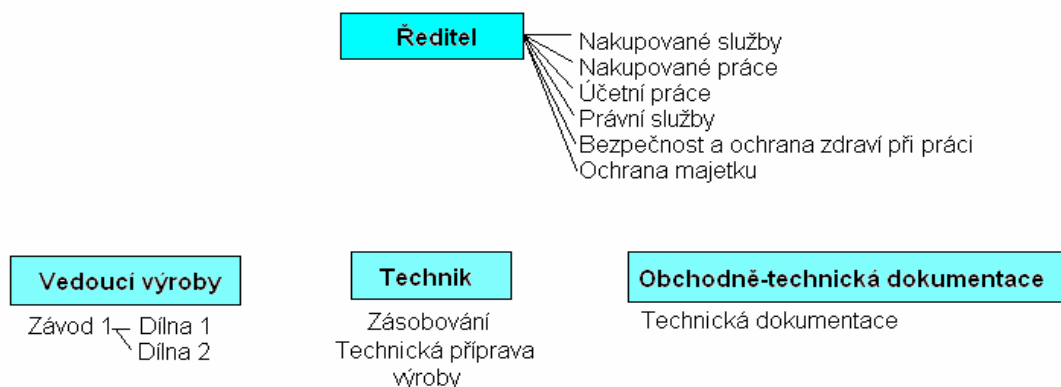 Ředitel
Nakupované služby
Nakupované práce
Účetní práce
Právní služby
Bezpečnost a ochrana zdraví při práci
Ochrana majetku
Vedoucí výroby
Závod 1 Dílna 1
Dílna 2
Technik
Zásobování
Technická příprava
výroby
Obchodně-technická dokumentace
Technická dokumentace